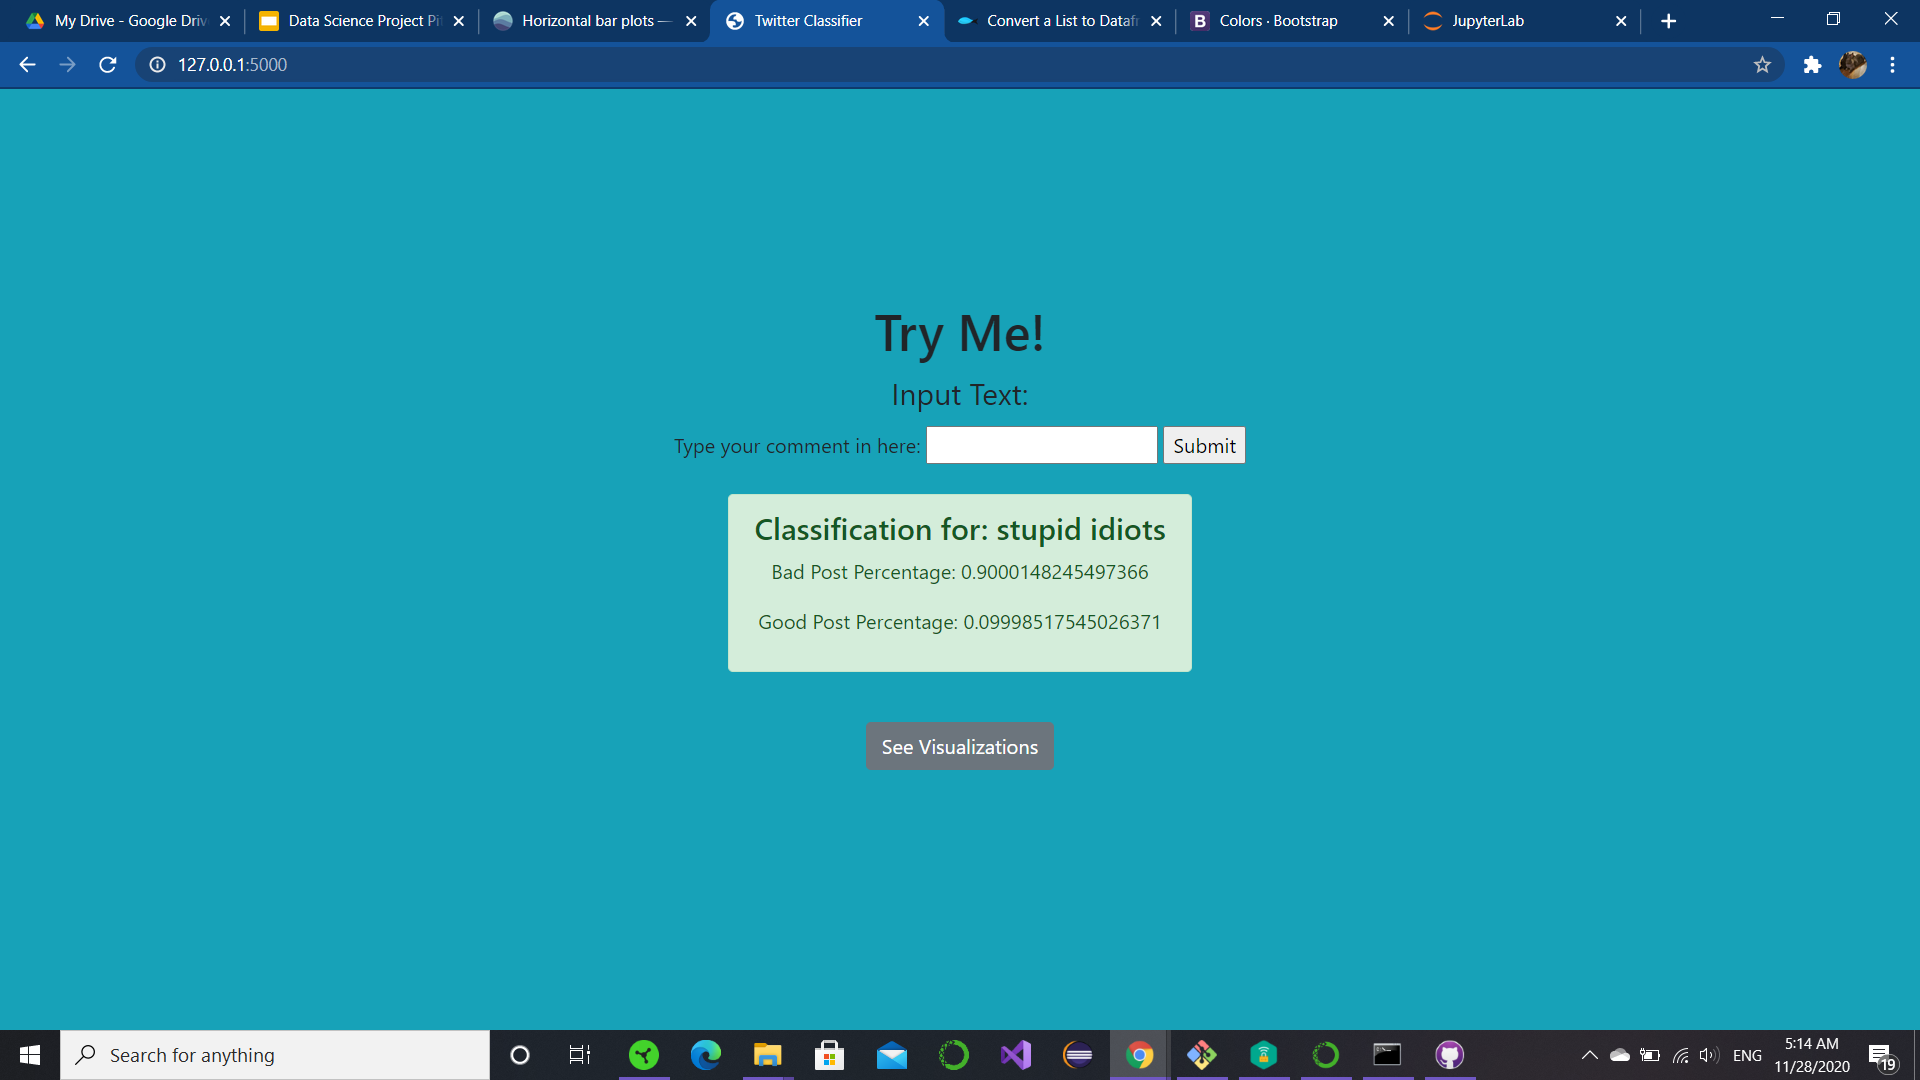 My Drive - Google Driv
Data Science Project Pi
Horizontal bar plots —
Twitter Classifier
Convert a List to Datafr
B
Colors · Bootstrap
JupyterLab
127.0.0.1:5000
Try Me!
Input Text:
Type your comment in here:
Submit
Classification for: stupid idiots
Bad Post Percentage: 0.9000148245497366
Good Post Percentage: 0.09998517545026371
See Visualizations
Search for anything
ENG
5:14 AM
11/28/2020
19